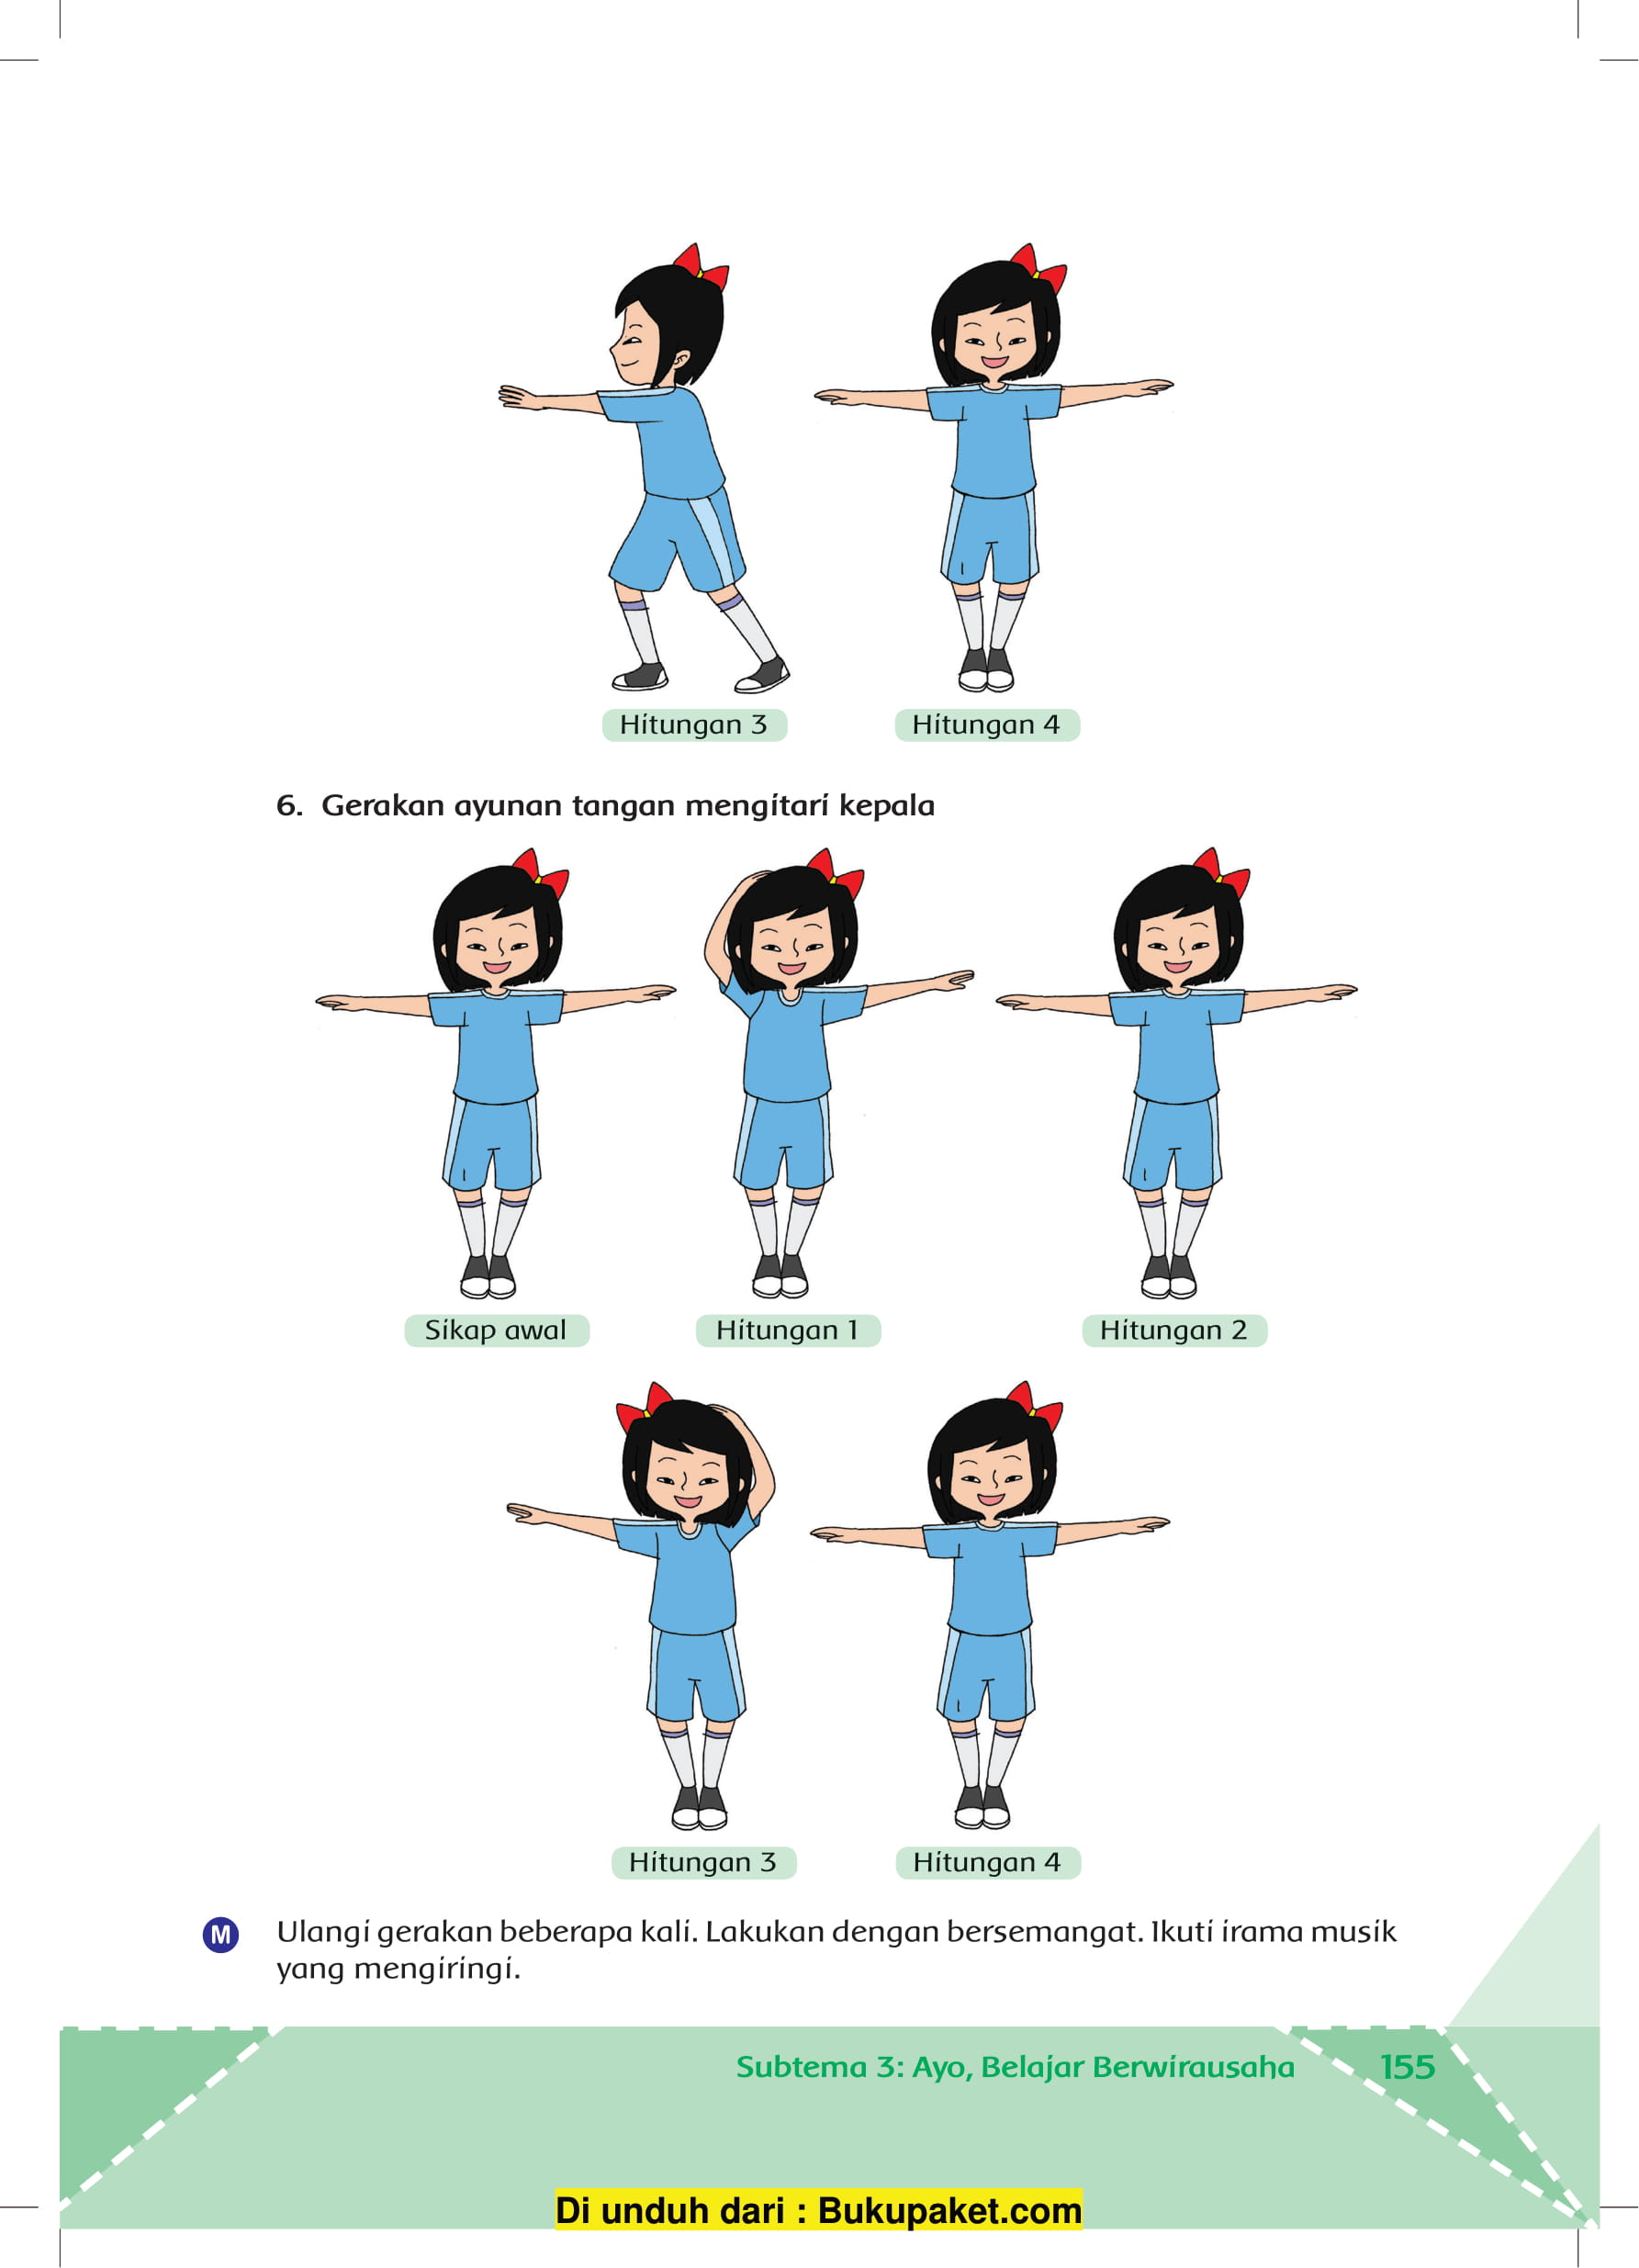 Hitungan 3
Hitungan 4
6. Gerakan ayunan tangan mengitari kepala
Sikap awal
Hitungan 1
Hitungan 2
Hitungan 3
Hitungan 4
M
Ulangi gerakan beberapa kali. Lakukan dengan bersemangat. Ikuti irama musik
yang mengiringi.
Subtema 3: Ayo, Belajar Berwirausaha
155
Di unduh dari : Bukupaket.com